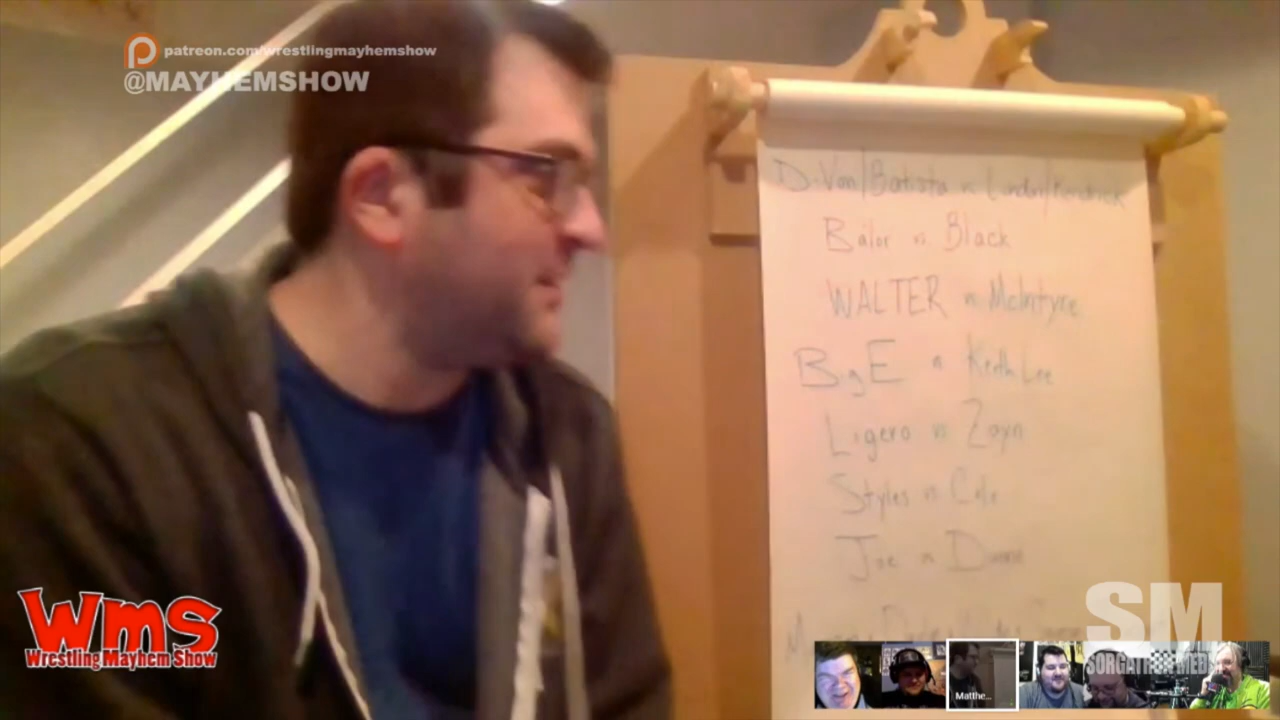 patreon.com/wrestlingmayhemshow
@MAYHEMSHOW
D-Von/Batista vs London/Kendrick
Balor vs. Black
WALTER vs McIntyre
Big E vs Keith Lee
Ligero vs Zayn
Styles vs Cole
Joe vs Dunne
Wms
Wrestling Mayhem Show
SM
Matthe...